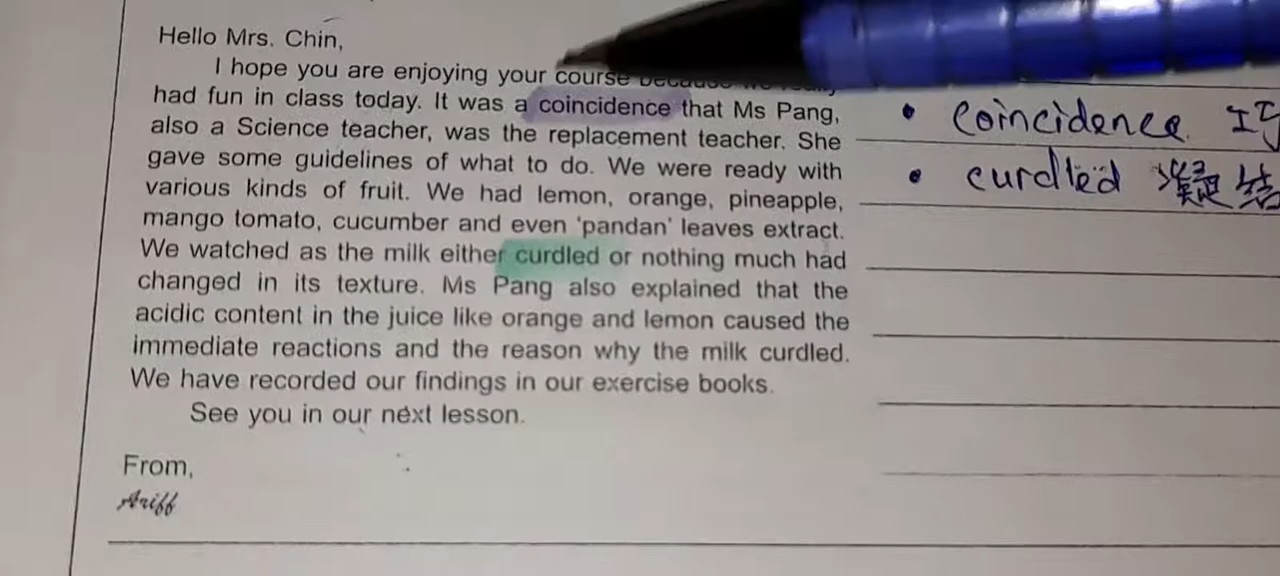 Hello Mrs. Chin,
I hope you are enjoying your course because we really
had fun in class today. It was a coincidence that Ms Pang,
also a Science teacher, was the replacement teacher. She
gave some guidelines of what to do. We were ready with
various kinds of fruit. We had lemon, orange, pineapple,
mango tomato, cucumber and even ‘pandan’ leaves extract.
We watched as the milk either curdled or nothing much had
changed in its texture. Ms Pang also explained that the
acidic content in the juice like orange and lemon caused the
immediate reactions and the reason why the milk curdled.
We have recorded our findings in our exercise books.
See you in our next lesson.
From,
Ariff
• coincidence. 巧
• curdled 凝结